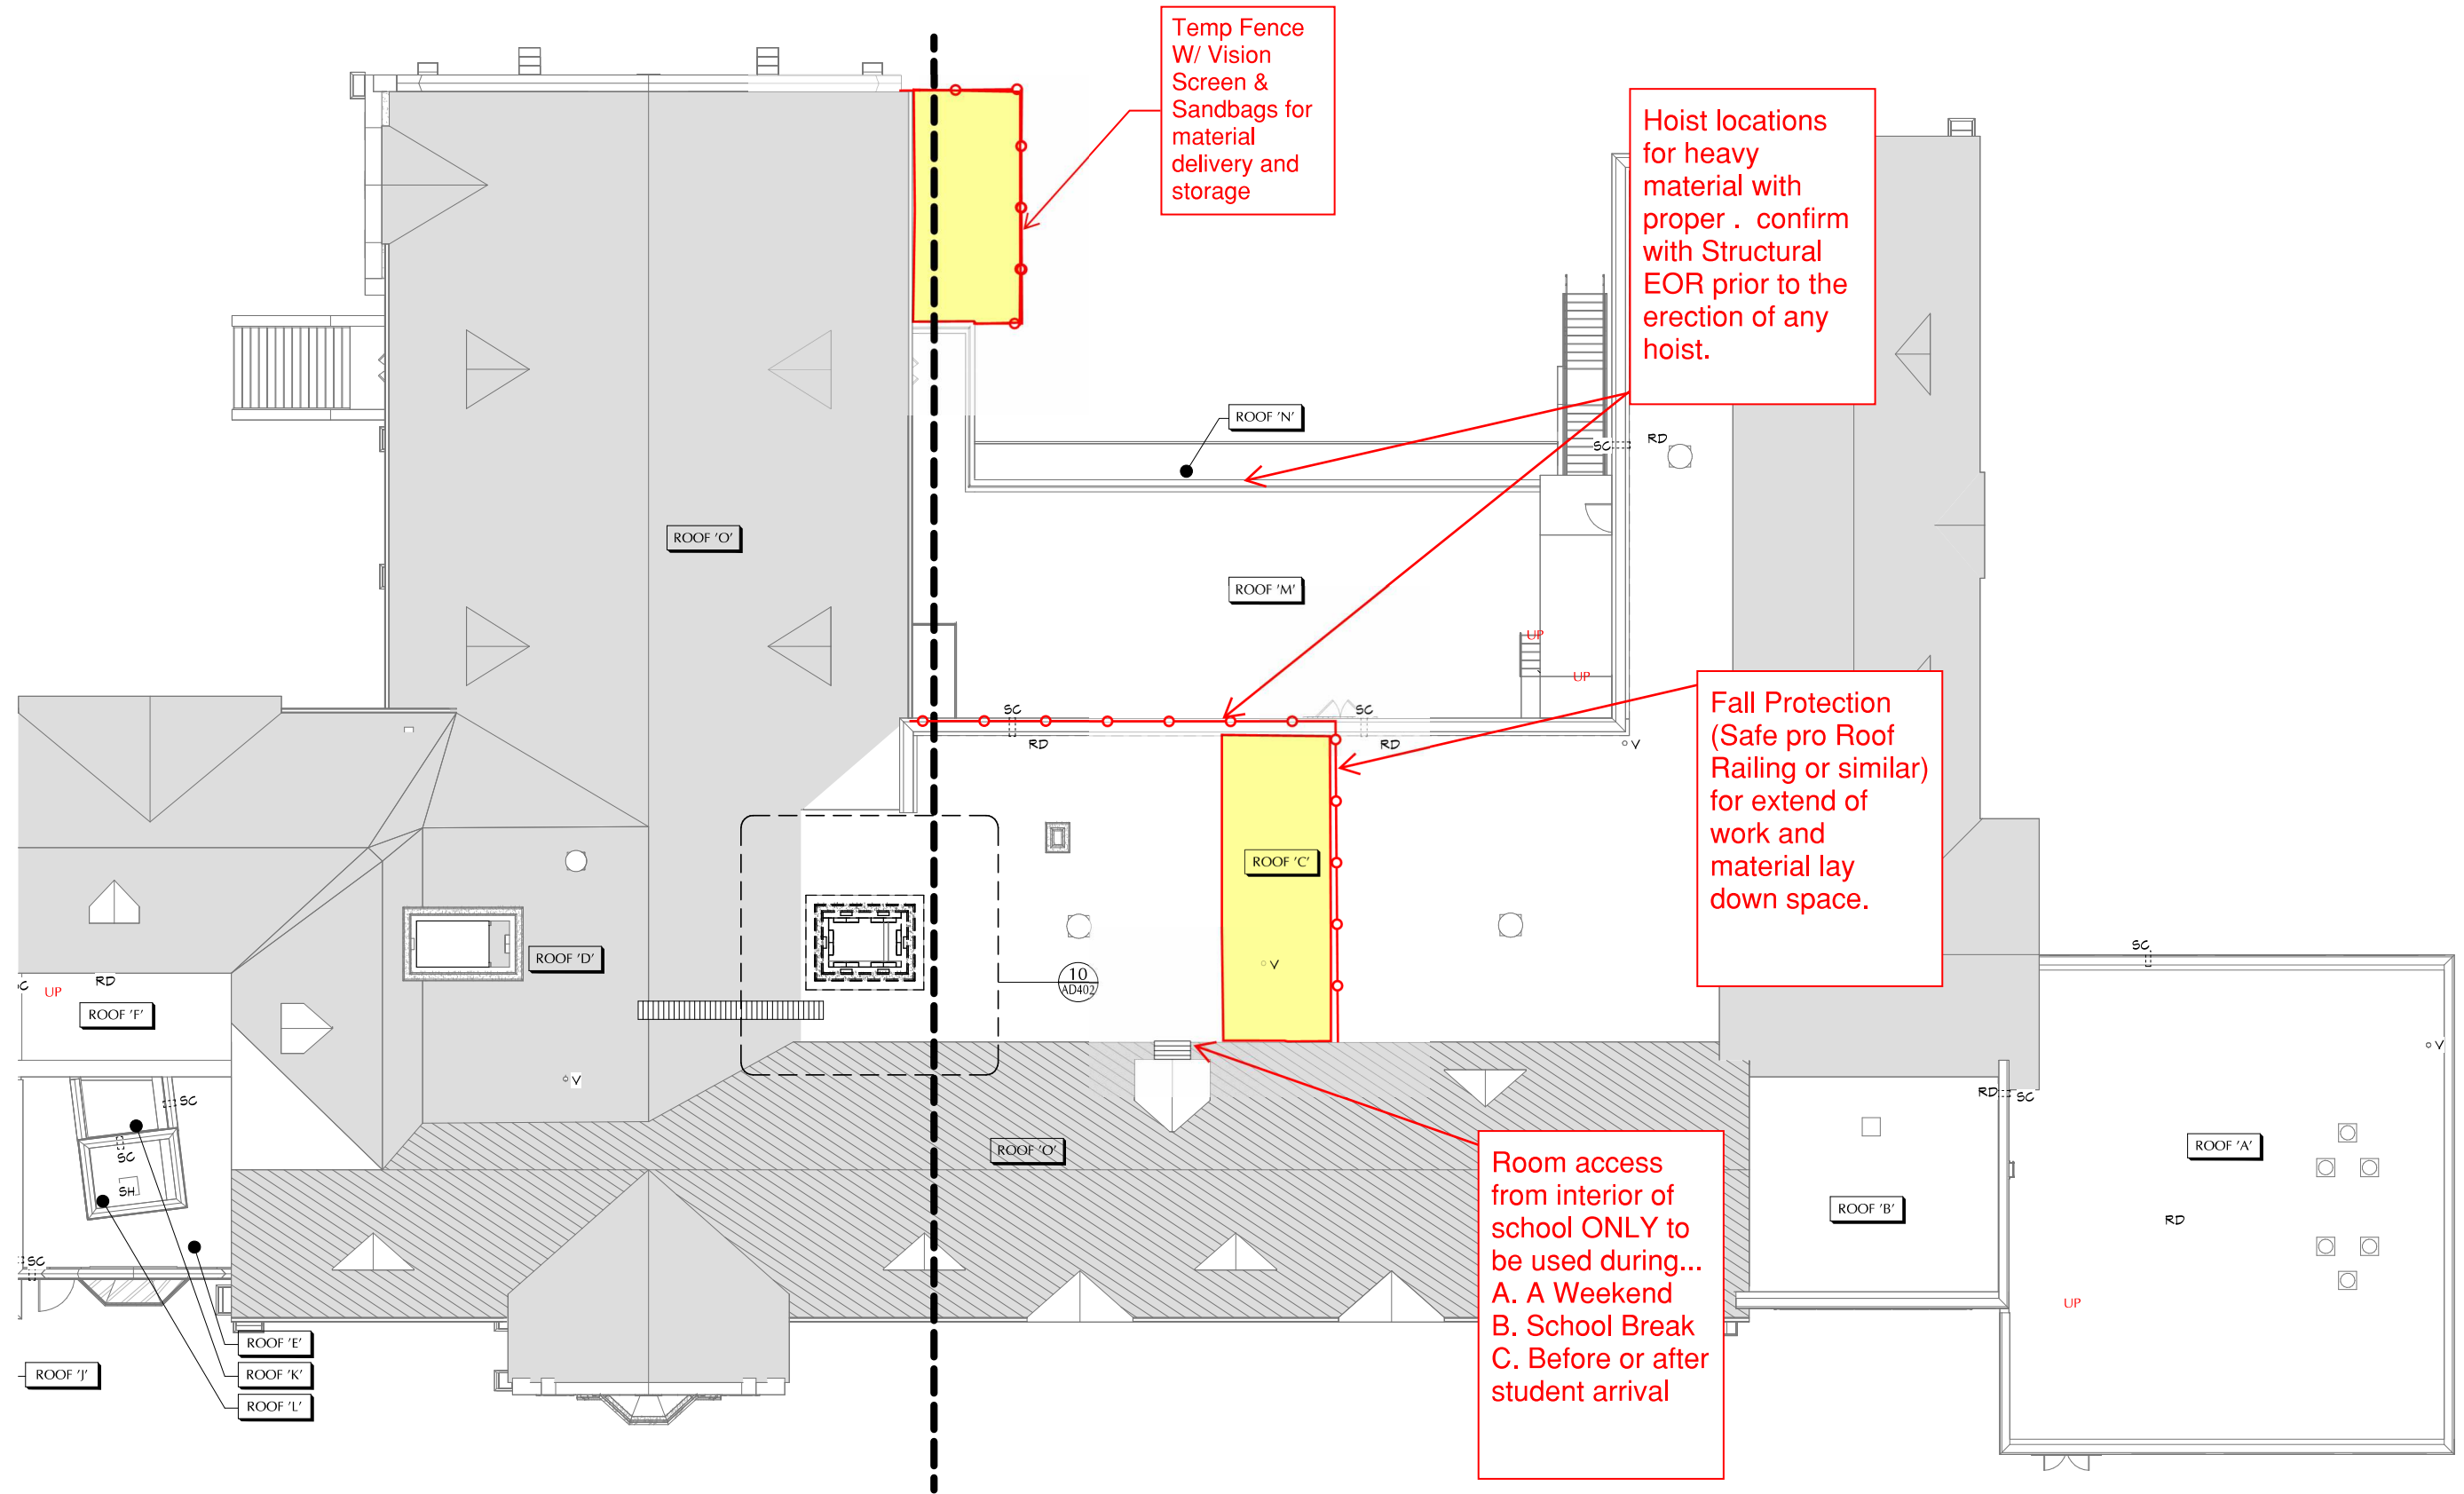 Temp Fence
W/ Vision
Screen &
Sandbags for
material
delivery and
storage
Hoist locations
for heavy
material with
proper . confirm
with Structural
EOR prior to the
erection of any
hoist.
ROOF 'N'
SC
RD
ROOF 'O'
ROOF 'M'
UP
UP
Fall Protection
(Safe pro Roof
Railing or similar)
for extend of
work and
material lay
down space.
SC
SC
RD
RD
V
ROOF 'C'
ROOF 'D'
V
10
AD402
SC
RD
SC
UP
ROOF 'F'
V
V
SC
RD
SC
SC
SH
ROOF 'O'
ROOF 'A'
Room access
from interior of
school ONLY to
be used during...
A. A Weekend
B. School Break
C. Before or after
student arrival
ROOF 'B'
RD
UP
SC
ROOF 'E'
ROOF 'J'
ROOF 'K'
ROOF 'L'